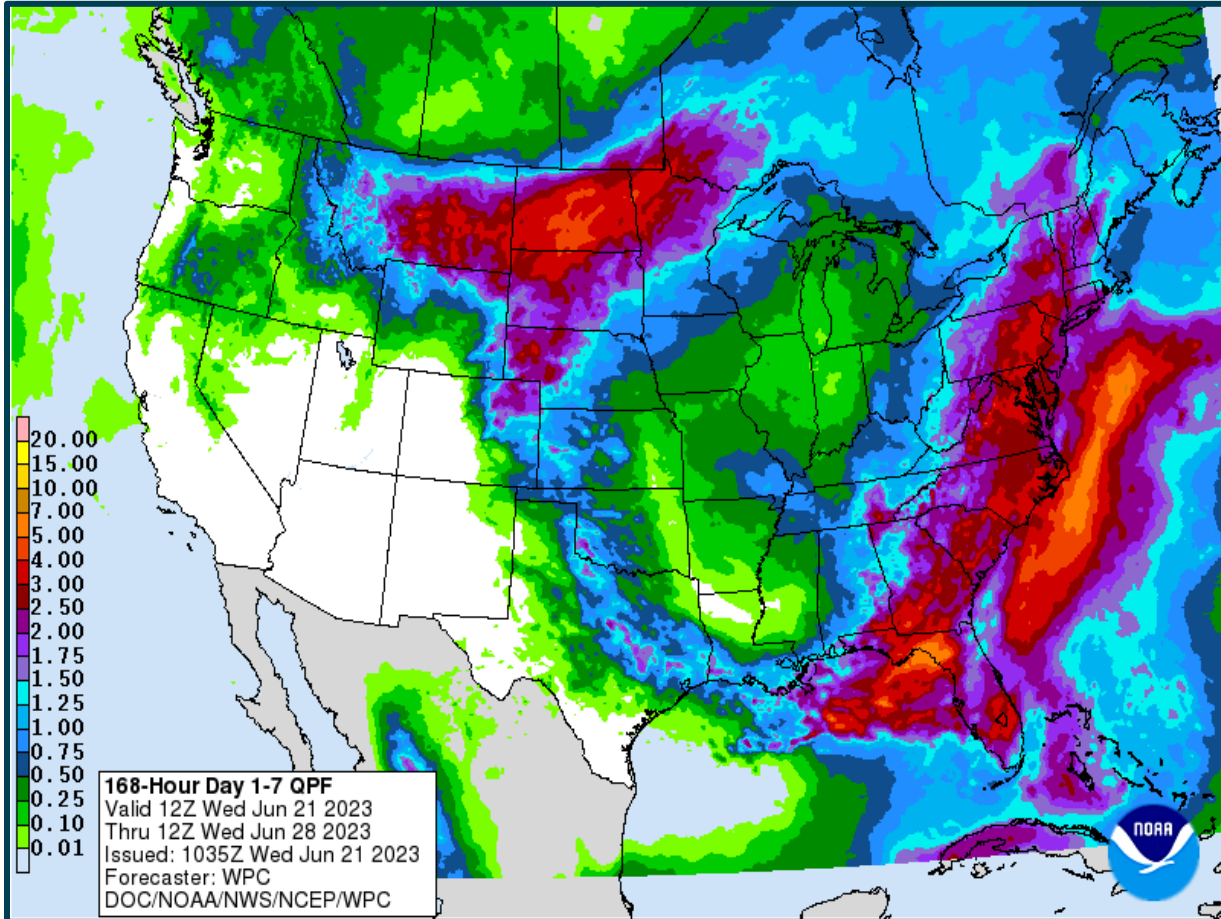 20.00
15.00
10.00
7.00
5.00
4.00
3.00
2.50
2.00
1.75
1.50
1.25
1.00
0.75
0.50
0.25
0.10
0.01
168-Hour Day 1-7 QPF
Valid 12Z Wed Jun 21 2023
Thru 12Z Wed Jun 28 2023
Issued: 1035Z Wed Jun 21 2023
Forecaster: WPC
DOC/NOAA/NWS/NCEP/WPC
NOAA